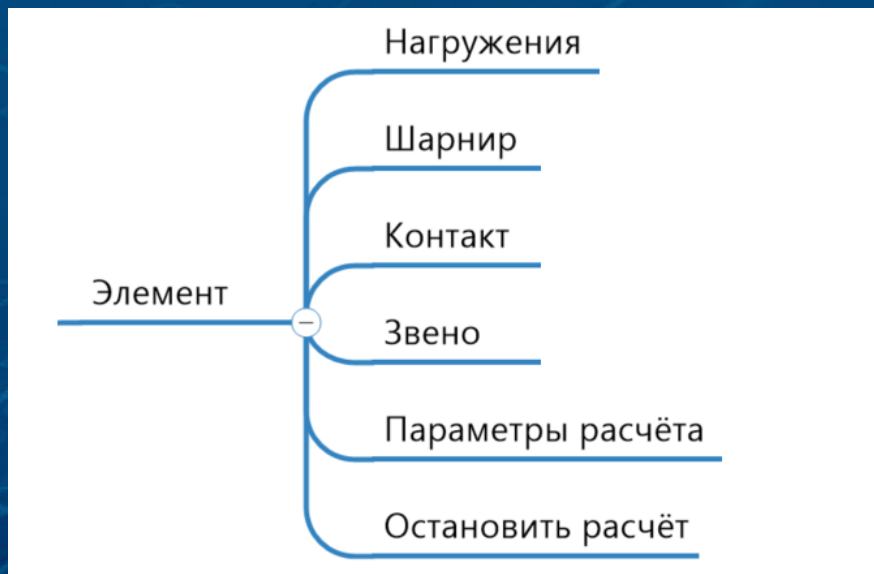 Нагружения
Шарнир
Контакт
Элемент
Звено
Параметры расчёта
Остановить расчёт